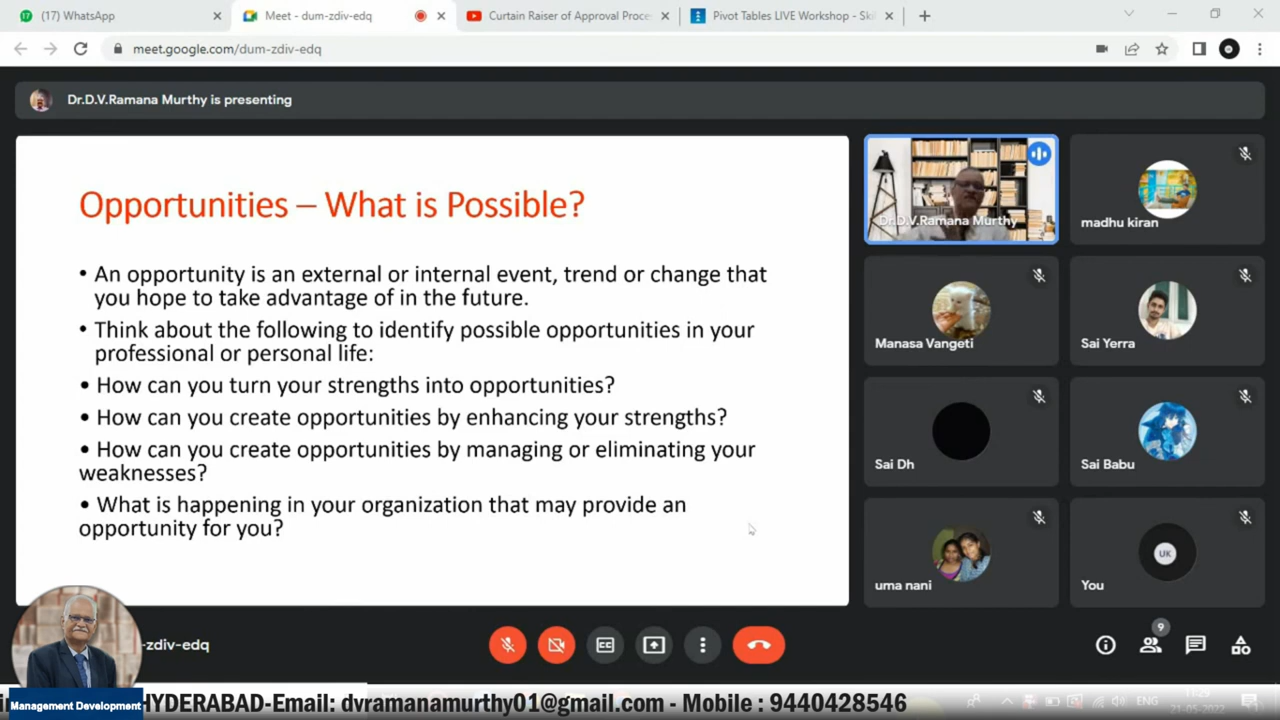 (17) WhatsApp
Meet - dum-zdiv-edq
Curtain Raiser of Approval Proce
Pivot Tables LIVE Workshop - Ski
meet.google.com/dum-zdiv-edq
Dr.D.V.Ramana Murthy is presenting
Opportunities – What is Possible?
• An opportunity is an external or internal event, trend or change that
you hope to take advantage of in the future.
• Think about the following to identify possible opportunities in your
professional or personal life:
• How can you turn your strengths into opportunities?
• How can you create opportunities by enhancing your strengths?
• How can you create opportunities by managing or eliminating your
weaknesses?
• What is happening in your organization that may provide an
opportunity for you?
Dr.D.V.Ramana Murthy
madhu kiran
Manasa Vangeti
Sai Yerra
Sai Dh
Sai Babu
uma nani
UK
You
-zdiv-edq
CC
9
Management Development
HYDERABAD-Email: dvramanamurthy01@gmail.com - Mobile : 9440428546
ENG
11:29
21-05-2022